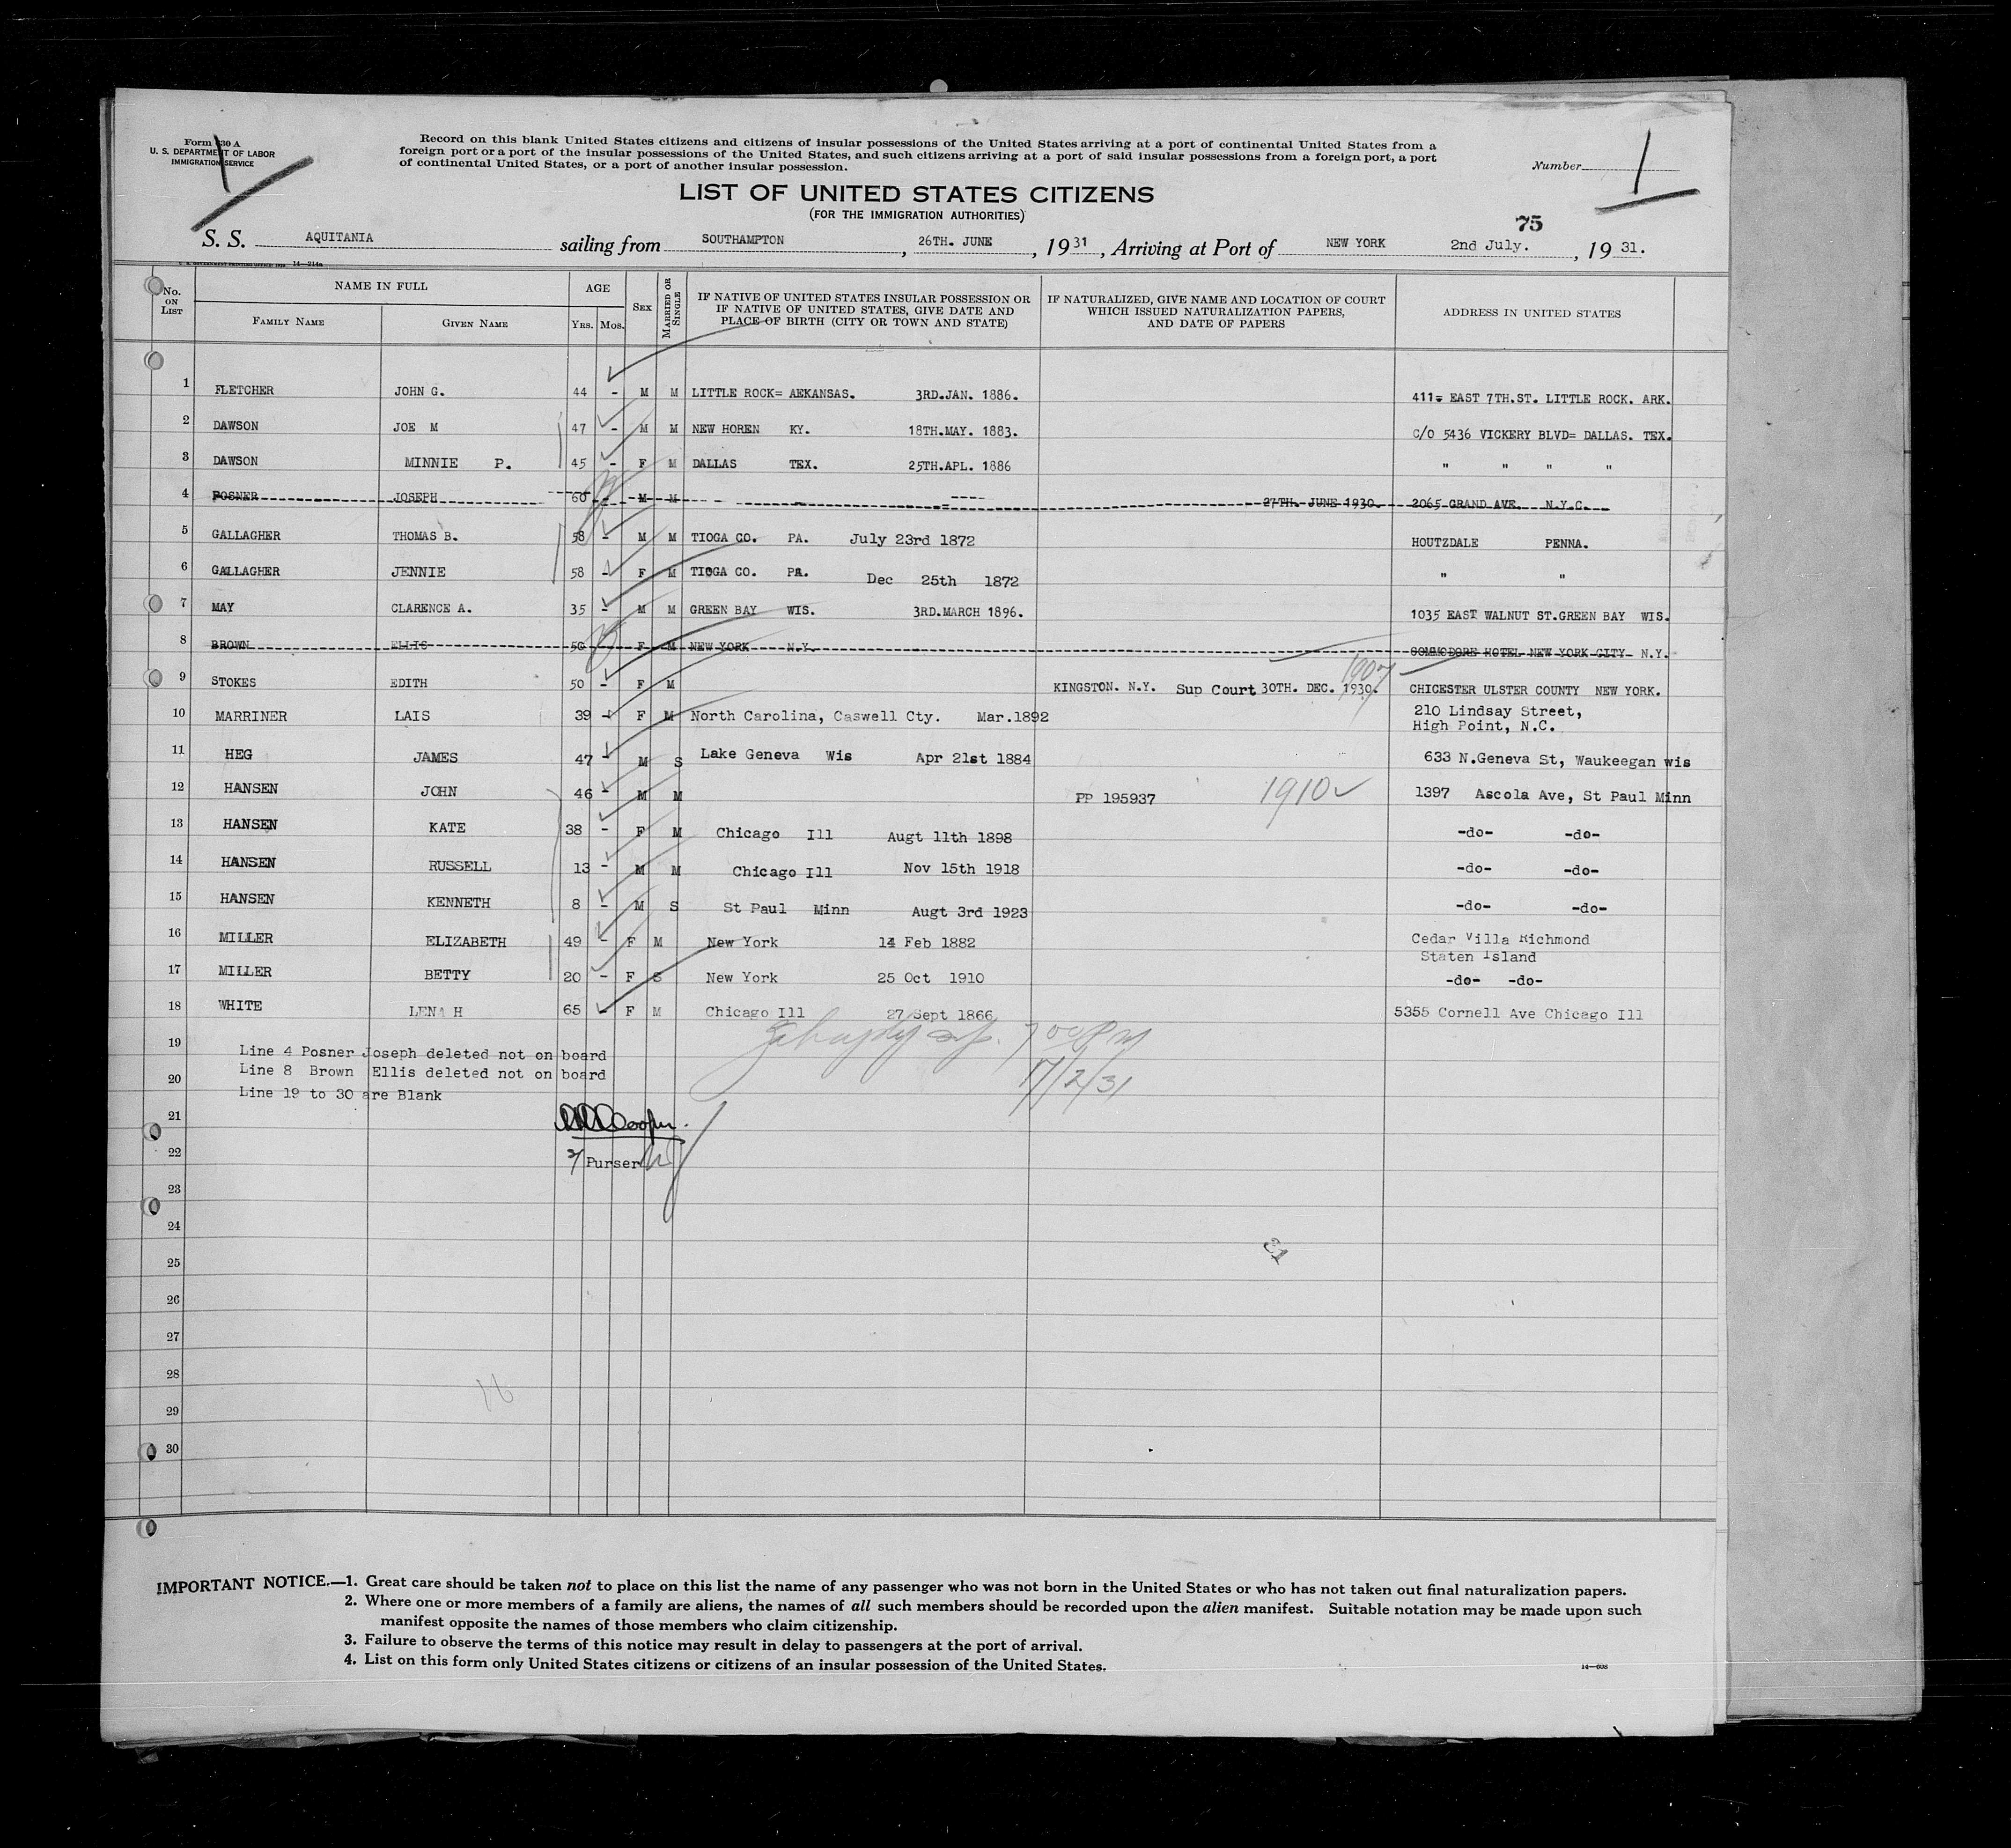 Form 630 A
U. S. DEPARTMENT OF LABOR
IMMIGRATION SERVICE
Record on this blank United States citizens and citizens of insular possessions of the United States arriving at a port of continental United States from a
foreign port or a port of the insular possessions of the United States, and such citizens arriving at a port of said insular possessions from a foreign port, a port
of continental United States, or a port of another insular possession.
Number 1
LIST OF UNITED STATES CITIZENS
(FOR THE IMMIGRATION AUTHORITIES)
75
S. S. AQUITANIA sailing from SOUTHAMPTON, 26TH. JUNE, 1931, Arriving at Port of NEW YORK 2nd July., 1931.
U. S. GOVERNMENT PRINTING OFFICE: 1929 14—214a
No. ON LIST NAME IN FULL FAMILY NAME GIVEN NAME AGE YRS. MOS. SEX MARRIED OR SINGLE IF NATIVE OF UNITED STATES INSULAR POSSESSION OR IF NATIVE OF UNITED STATES, GIVE DATE AND PLACE OF BIRTH (CITY OR TOWN AND STATE) IF NATURALIZED, GIVE NAME AND LOCATION OF COURT WHICH ISSUED NATURALIZATION PAPERS, AND DATE OF PAPERS ADDRESS IN UNITED STATES
1 FLETCHER JOHN G. 44 - M M LITTLE ROCK= AEKANSAS. 3RD.JAN. 1886. 411= EAST 7TH.ST. LITTLE ROCK. ARK.
2 DAWSON JOE M 47 - M M NEW HOREN KY. 18TH.MAY. 1883. C/O 5436 VICKERY BLVD= DALLAS. TEX.
3 DAWSON MINNIE P. 45 - F M DALLAS TEX. 25TH.APL. 1886 " " " "
4 POSNER JOSEPH 60 - M M - - 27TH. JUNE 1930. 2065 GRAND AVE. N.Y.C.
5 GALLAGHER THOMAS B. 58 - M M TIOGA CO. PA. July 23rd 1872 HOUTZDALE PENNA.
6 GALLAGHER JENNIE 58 - F M TIOGA CO. PA. Dec 25th 1872 " "
7 MAY CLARENCE A. 35 - M M GREEN BAY WIS. 3RD.MARCH 1896. 1035 EAST WALNUT ST.GREEN BAY WIS.
8 BROWN ELLIS 50 - F M NEW YORK N.Y. COMMODORE HOTEL NEW YORK CITY N.Y.
9 STOKES EDITH 50 - F M KINGSTON. N.Y. Sup Court 30TH. DEC. 1930. 1907 CHICESTER ULSTER COUNTY NEW YORK.
10 MARRINER LAIS 39 - F M North Carolina, Caswell Cty. Mar.1892 210 Lindsay Street,
High Point, N.C.
11 HEG JAMES 47 - M S Lake Geneva Wis Apr 21st 1884 633 N.Geneva St, Waukeegan wis
12 HANSEN JOHN 46 - M M PP 195937 1910 ✓ 1397 Ascola Ave, St Paul Minn
13 HANSEN KATE 38 - F M Chicago Ill Augt 11th 1898 -do- -do-
14 HANSEN RUSSELL 13 - M M Chicago Ill Nov 15th 1918 -do- -do-
15 HANSEN KENNETH 8 - M S St Paul Minn Augt 3rd 1923 -do- -do-
16 MILLER ELIZABETH 49 - F M New York 14 Feb 1882 Cedar Villa Richmond
Staten Island
17 MILLER BETTY 20 - F S New York 25 Oct 1910 -do- -do-
18 WHITE LENA H 65 - F M Chicago Ill 27 Sept 1866 5355 Cornell Ave Chicago Ill
19
Line 4 Posner Joseph deleted not on board
7 00 PM
Line 8 Brown Ellis deleted not on board
20
7/2/31
Line 19 to 30 are Blank
21
Cooper.
22
Purser
23
24
25
26
27
28
16
29
30
IMPORTANT NOTICE.—1. Great care should be taken not to place on this list the name of any passenger who was not born in the United States or who has not taken out final naturalization papers.
2. Where one or more members of a family are aliens, the names of all such members should be recorded upon the alien manifest. Suitable notation may be made upon such
manifest opposite the names of those members who claim citizenship.
3. Failure to observe the terms of this notice may result in delay to passengers at the port of arrival.
4. List on this form only United States citizens or citizens of an insular possession of the United States.
14—608